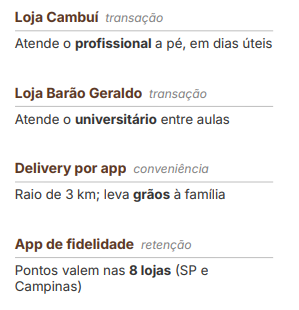 Loja Cambuí transação
Atende o profissional a pé, em dias úteis
Loja Barão Geraldo transação
Atende o universitário entre aulas
Delivery por app conveniência
Raio de 3 km; leva grãos à família
App de fidelidade retenção
Pontos valem nas 8 lojas (SP e
Campinas)